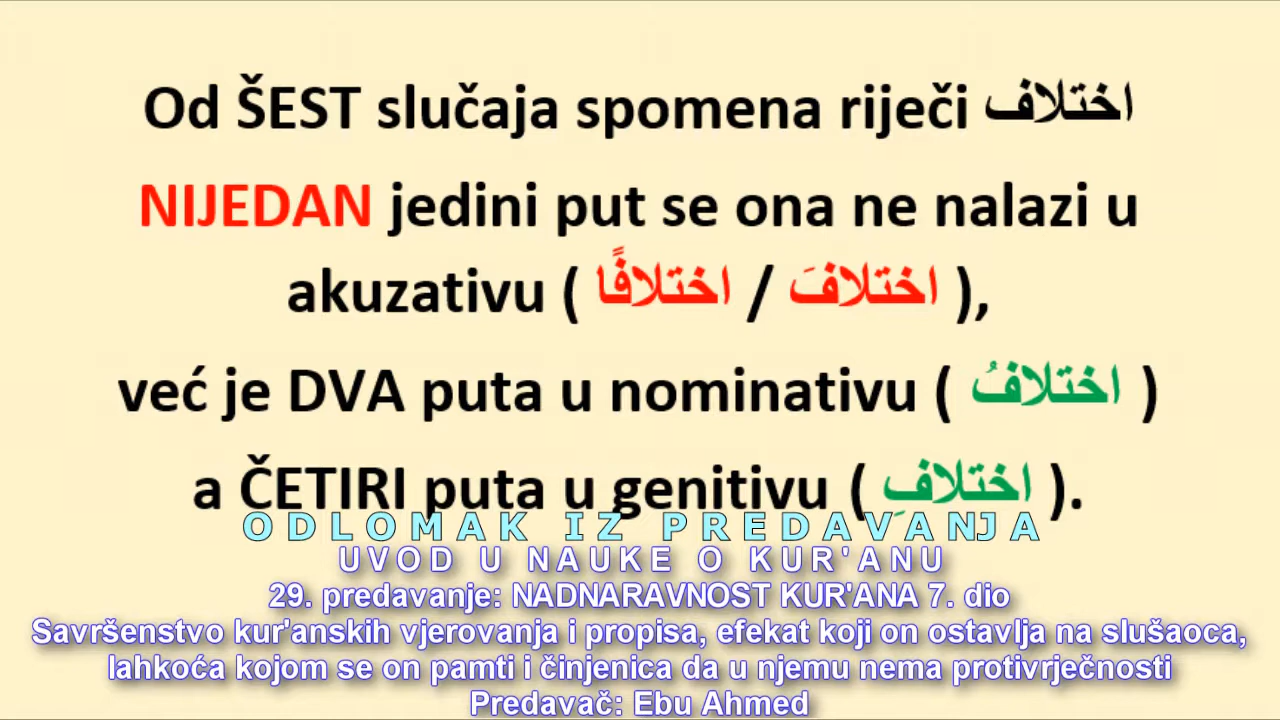 Od ŠEST slučaja spomena riječi اختلاف
NIJEDAN jedini put se ona ne nalazi u
akuzativu ( اختلافًا / اختلافَ ),
već je DVA puta u nominativu ( اختلافُ )
a ČETIRI puta u genitivu ( اختلافِ ).
ODLOMAK IZ PREDAVANJA
UVOD U NAUKE O KUR'ANU
29. predavanje: NADNARAVNOST KUR'ANA 7. dio
Savršenstvo kur'anskih vjerovanja i propisa, efekat koji on ostavlja na slušaoca,
lahkoća kojom se on pamti i činjenica da u njemu nema protivrječnosti
Predavač: Ebu Ahmed